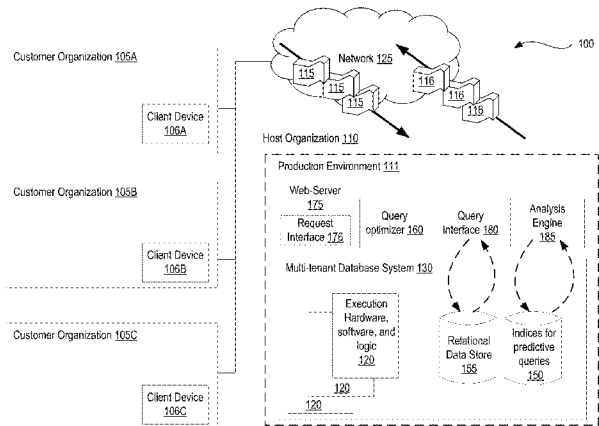 100
Customer Organization 105A
Network 125
115
115
115
116
116
116
Client Device
106A
Host Organization 110
Production Environment 111
Customer Organization 105B
Web-Server
175
Request
Interface 176
Query
optimizer 160
Query
Interface 180
Analysis
Engine
185
Client Device
106B
Multi-tenant Database System 130
Customer Organization 105C
Execution
Hardware,
software, and
logic
120
120
120
Relational
Data Store
155
Indices for
predictive
queries
150
Client Device
106C